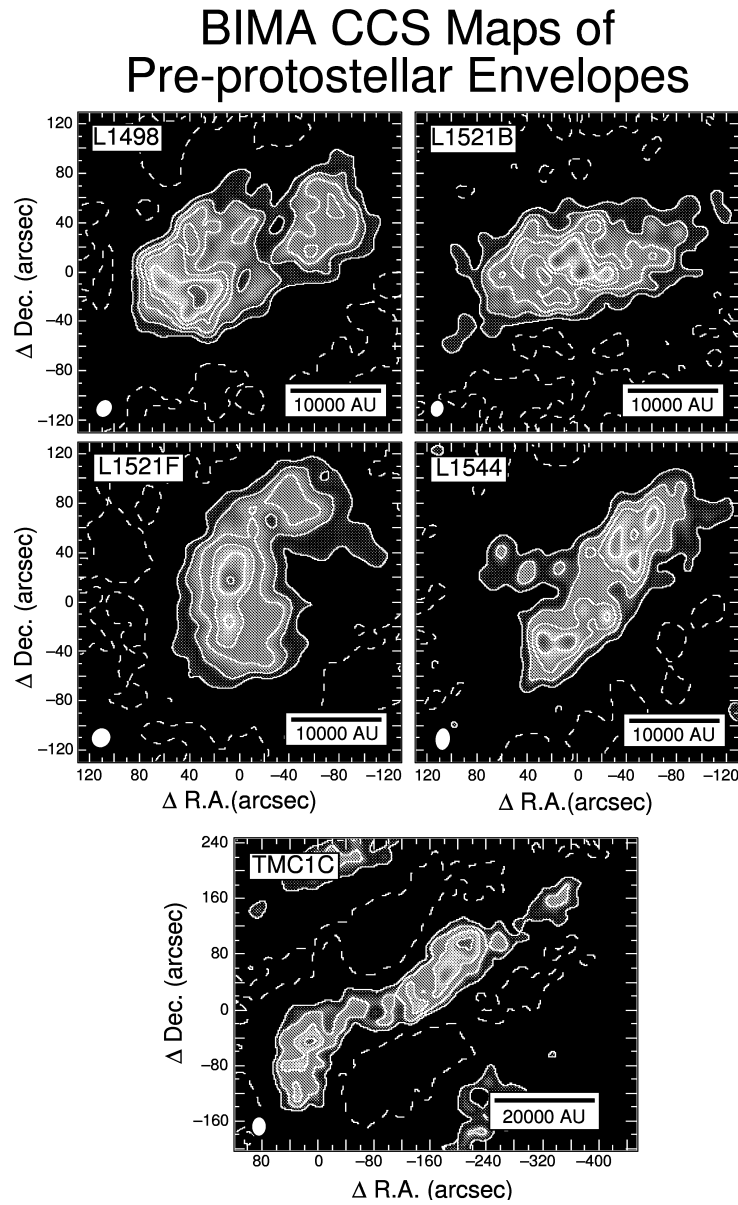 BIMA CCS Maps of
Pre-protostellar Envelopes
L1498
L1521B
120
80
40
0
−40
−80
−120
Δ Dec. (arcsec)
10000 AU
10000 AU
L1521F
L1544
120
80
40
0
−40
−80
−120
Δ Dec. (arcsec)
10000 AU
10000 AU
120 80 40 0 −40 −80 −120
120 80 40 0 −40 −80 −120
Δ R.A.(arcsec)
Δ R.A.(arcsec)
TMC1C
240
160
80
0
−80
−160
Δ Dec. (arcsec)
20000 AU
80 0 −80 −160 −240 −320 −400
Δ R.A. (arcsec)